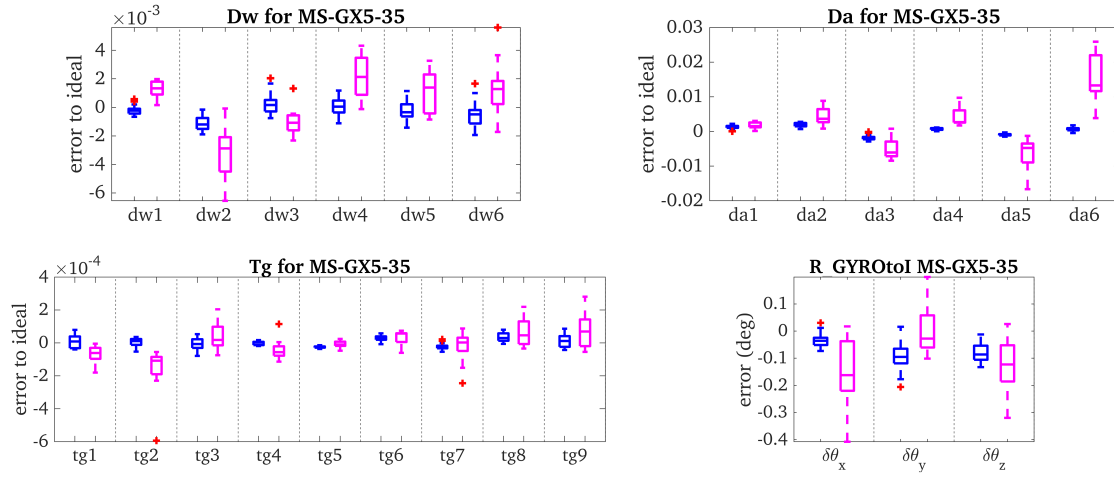 Dw for MS-GX5-35
×10⁻³
error to ideal
4
2
0
-2
-4
-6
dw1 dw2 dw3 dw4 dw5 dw6
Da for MS-GX5-35
error to ideal
0.03
0.02
0.01
0
-0.01
-0.02
da1 da2 da3 da4 da5 da6
Tg for MS-GX5-35
×10⁻⁴
error to ideal
4
2
0
-2
-4
-6
tg1 tg2 tg3 tg4 tg5 tg6 tg7 tg8 tg9
R_GYROtoI MS-GX5-35
error (deg)
0.1
0
-0.1
-0.2
-0.3
-0.4
δθx δθy δθz